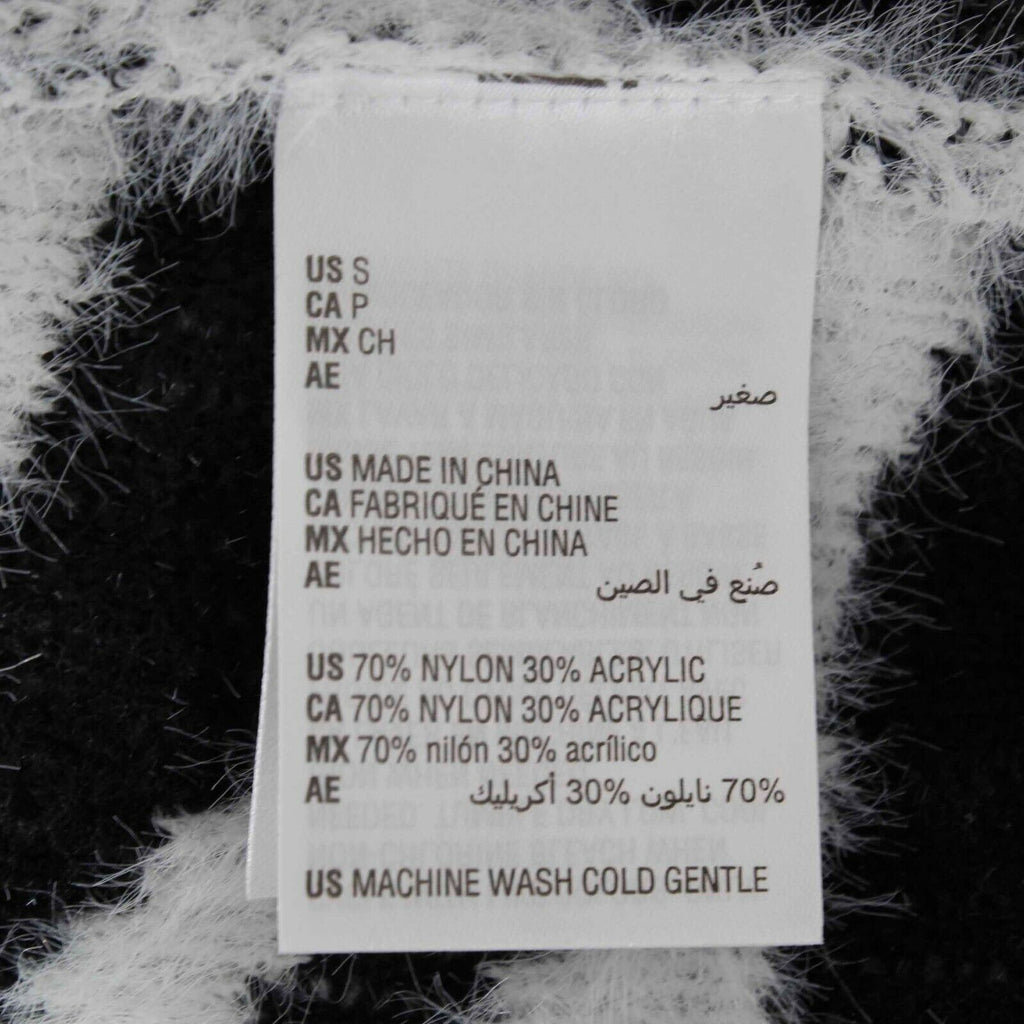 US S
CA P
MX CH
AE
صغير
US MADE IN CHINA
CA FABRIQUÉ EN CHINE
MX HECHO EN CHINA
AE صُنع في الصين
US 70% NYLON 30% ACRYLIC
CA 70% NYLON 30% ACRYLIQUE
MX 70% nilón 30% acrílico
AE 70% نايلون 30% أكريليك
US MACHINE WASH COLD GENTLE